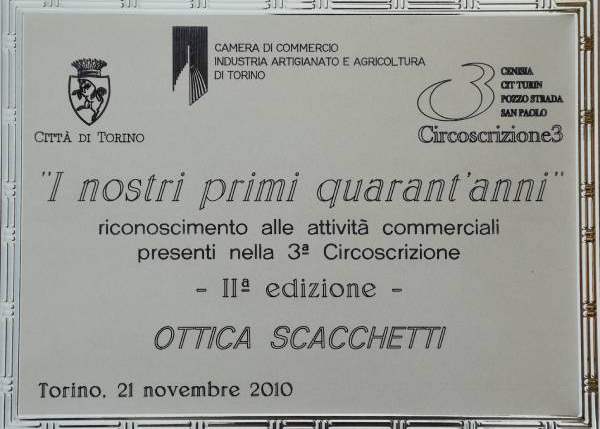 CITTÀ DI TORINO
CAMERA DI COMMERCIO
INDUSTRIA ARTIGIANATO E AGRICOLTURA
DI TORINO
3
CENISIA
CIT TURIN
POZZO STRADA
SAN PAOLO
Circoscrizione3
"I nostri primi quarant'anni"
riconoscimento alle attività commerciali
presenti nella 3ª Circoscrizione
- IIª edizione -
OTTICA SCACCHETTI
Torino, 21 novembre 2010